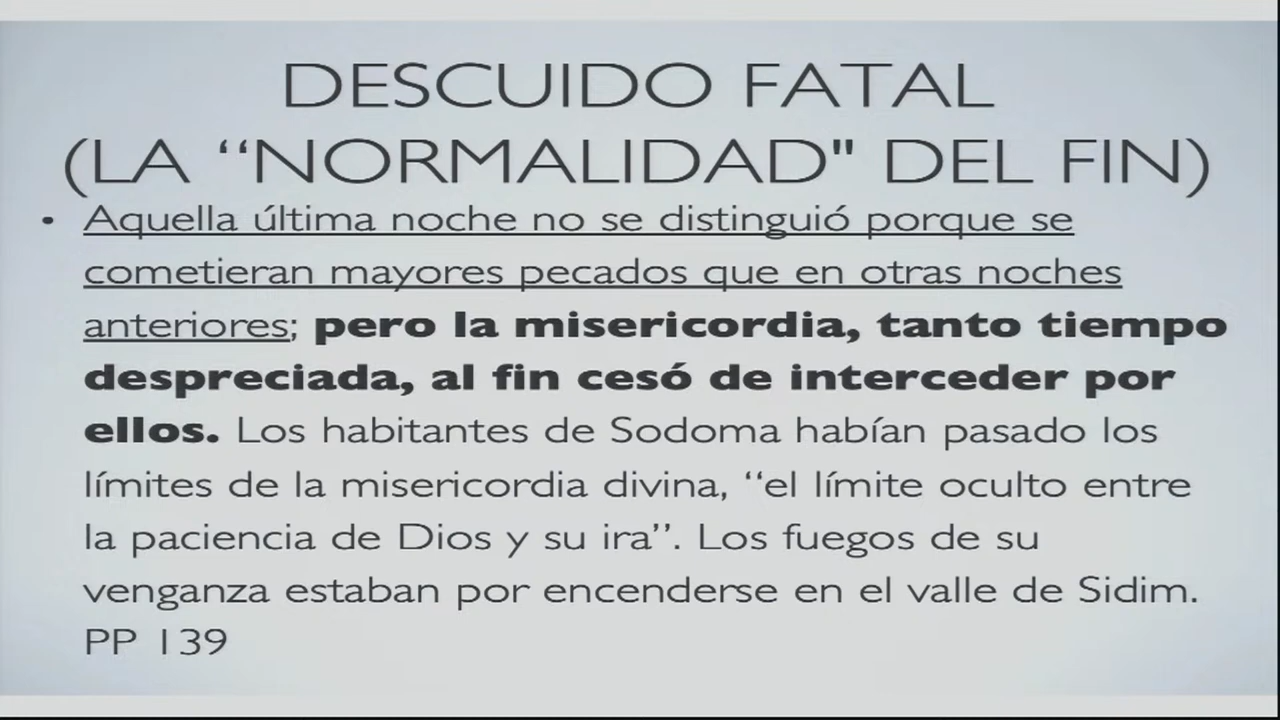 DESCUIDO FATAL
(LA “NORMALIDAD" DEL FIN)
• Aquella última noche no se distinguió porque se
cometieran mayores pecados que en otras noches
anteriores; pero la misericordia, tanto tiempo
despreciada, al fin cesó de interceder por
ellos. Los habitantes de Sodoma habían pasado los
límites de la misericordia divina, “el límite oculto entre
la paciencia de Dios y su ira”. Los fuegos de su
venganza estaban por encenderse en el valle de Sidim.
PP 139